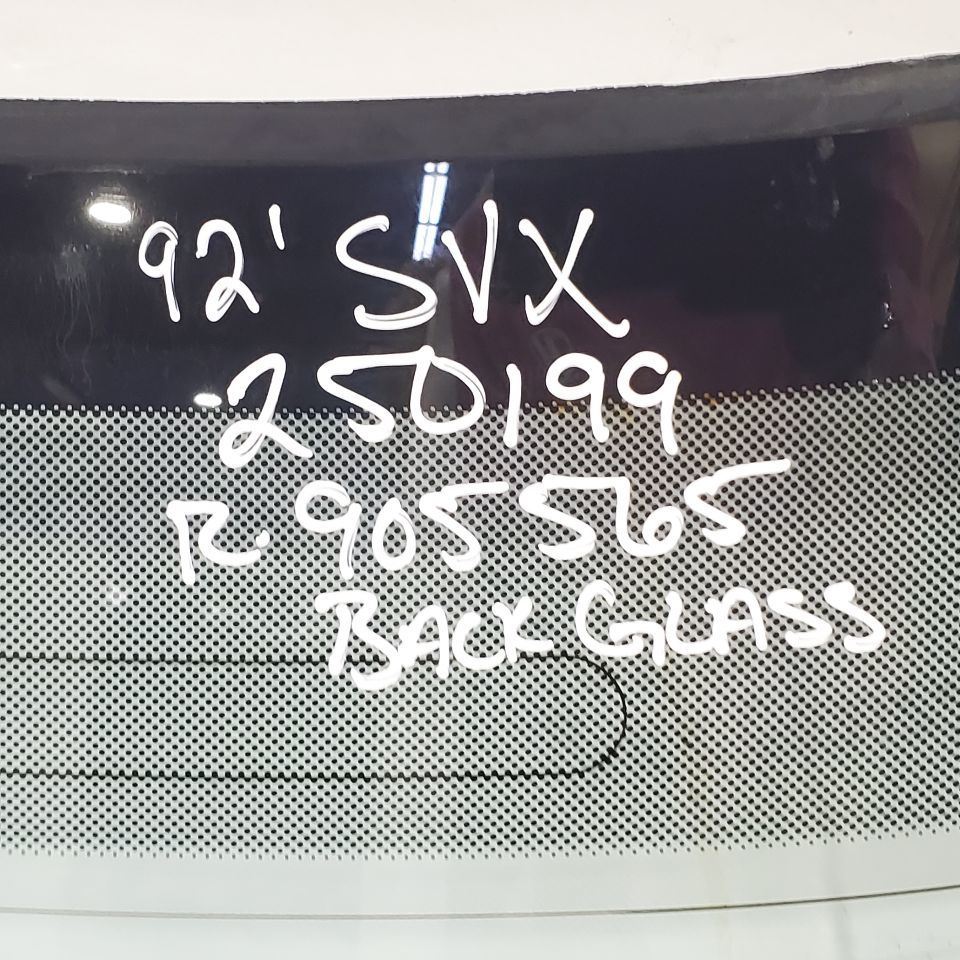 92' SVX
250199
R. 905565
BACK GLASS